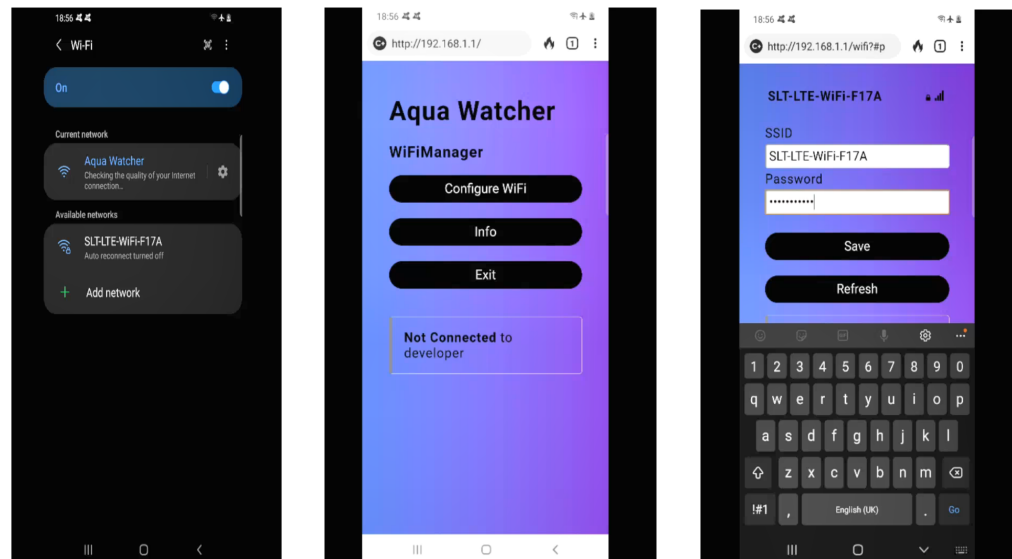 18:56
Wi-Fi
On
Current network
Aqua Watcher
Checking the quality of your Internet
connection...
Available networks
SLT-LTE-WiFi-F17A
Auto reconnect turned off
+ Add network
18:56
http://192.168.1.1/
1
Aqua Watcher
WiFiManager
Configure WiFi
Info
Exit
Not Connected to
developer
18:56
http://192.168.1.1/wifi?#p
1
SLT-LTE-WiFi-F17A
SSID
SLT-LTE-WiFi-F17A
Password
•••••••••••
Save
Refresh
1 2 3 4 5 6 7 8 9 0
q w e r t y u i o p
a s d f g h j k l
z x c v b n m
!#1 , English (UK) . Go